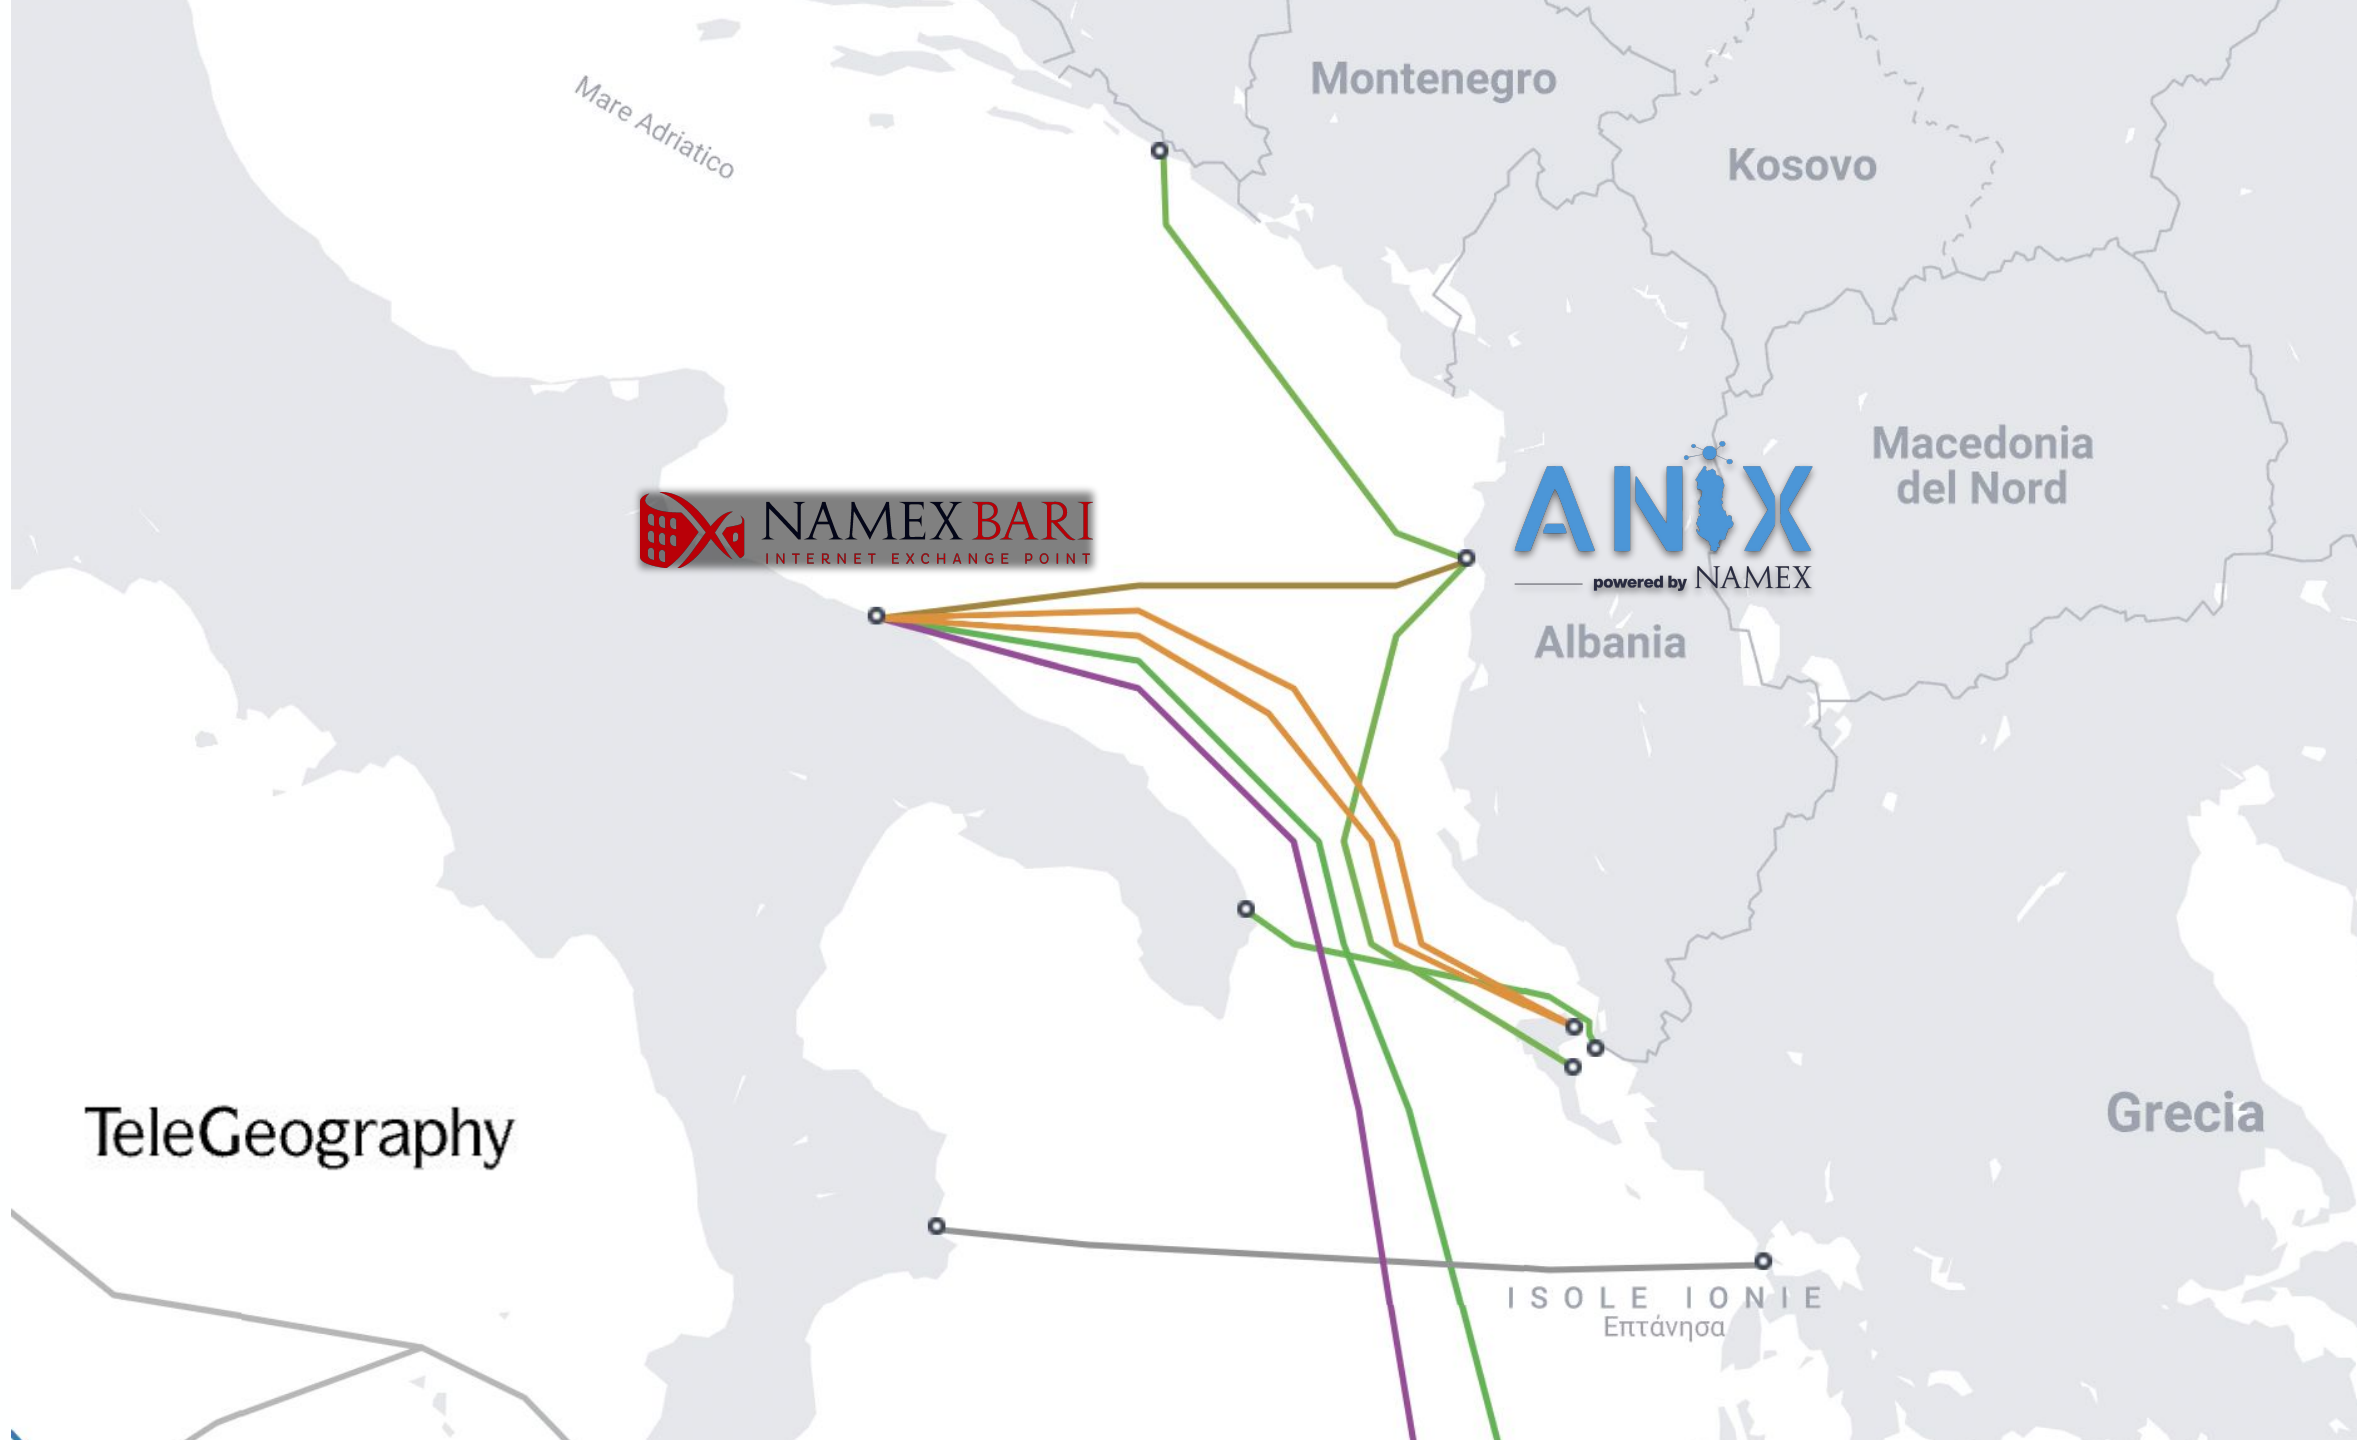 Montenegro
Mare Adriatico
Kosovo
Macedonia
del Nord
NAMEX BARI
INTERNET EXCHANGE POINT
ANIX
powered by NAMEX
Albania
TeleGeography
Grecia
ISOLE IONIE
Επτάνησα